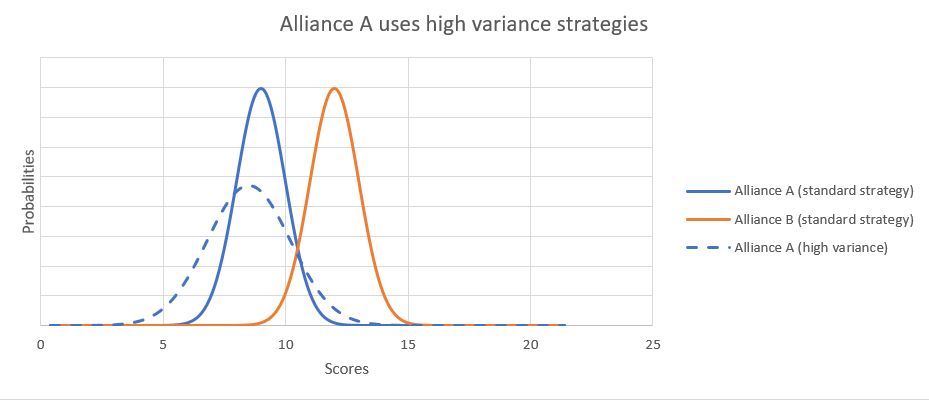 Alliance A uses high variance strategies
Probabilities
0 5 10 15 20 25
Scores
Alliance A (standard strategy)
Alliance B (standard strategy)
Alliance A (high variance)